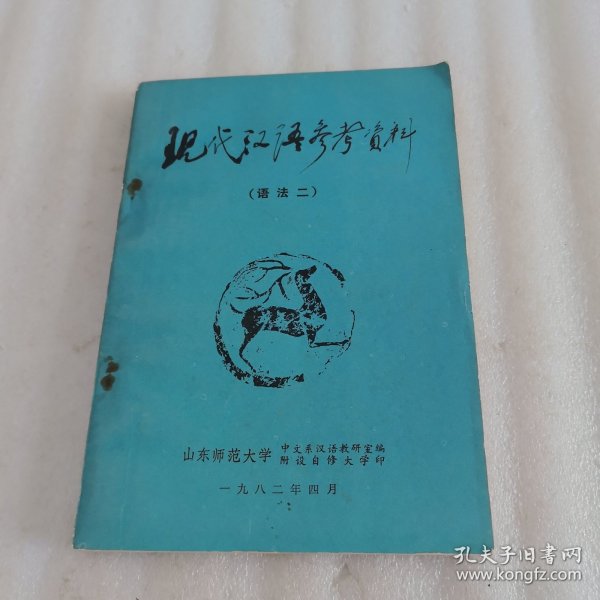 现代汉语参考资料
（语法二）
山东师范大学 中文系汉语教研室编
附设自修大学印
一九八二年四月
孔夫子旧书网
www.kongfz.com